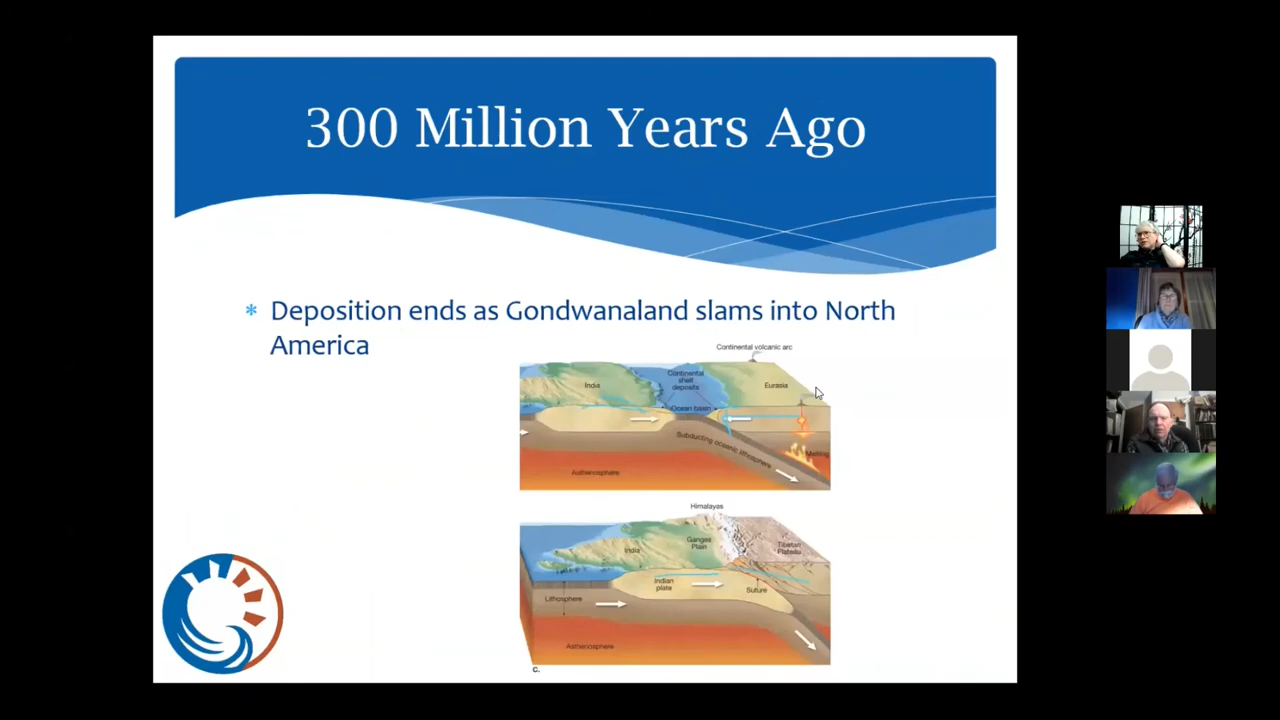 300 Million Years Ago
Deposition ends as Gondwanaland slams into North
America
Continental volcanic arc
India
Continental
shelf
deposits
Eurasia
Ocean basin
Subducting oceanic lithosphere
Melting
Asthenosphere
Himalayas
India
Ganges
Plain
Tibetan
Plateau
Indian
plate
Suture
Lithosphere
Asthenosphere
C.